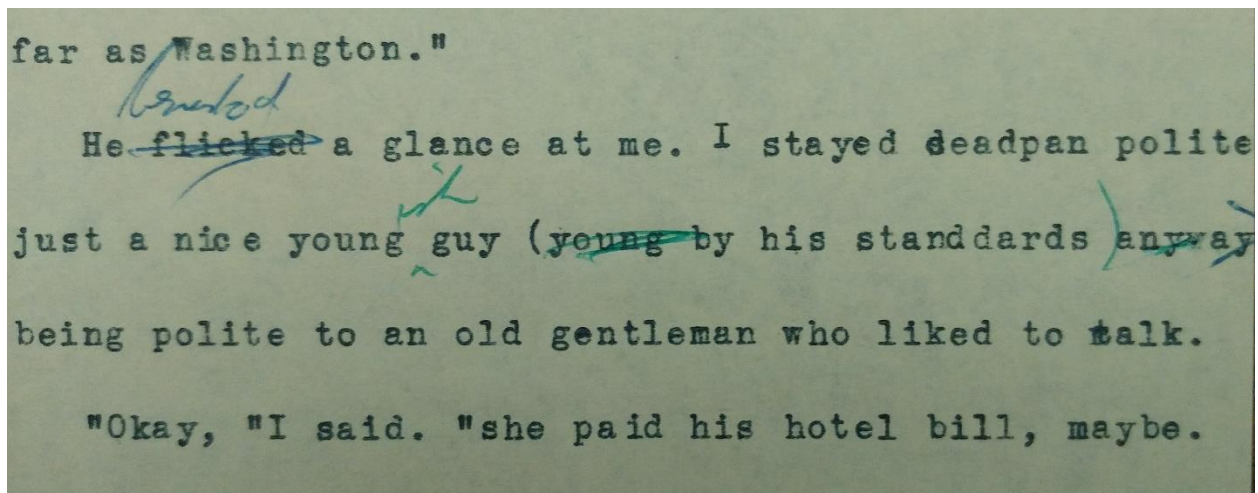 far as Washington."
He flicked a glance at me. I stayed deadpan polite
just a nice young guy (young by his standdards ) anyway
being polite to an old gentleman who liked to talk.
"Okay, "I said. "she paid his hotel bill, maybe.